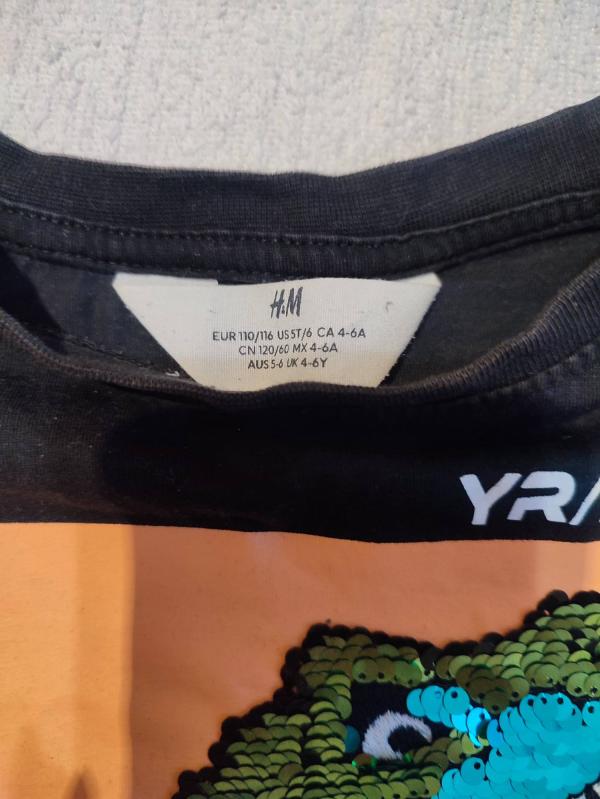 H&M
EUR 110/116 US 5T/6 CA 4-6A
CN 120/60 MX 4-6A
AUS 5-6 UK 4-6Y
YR/